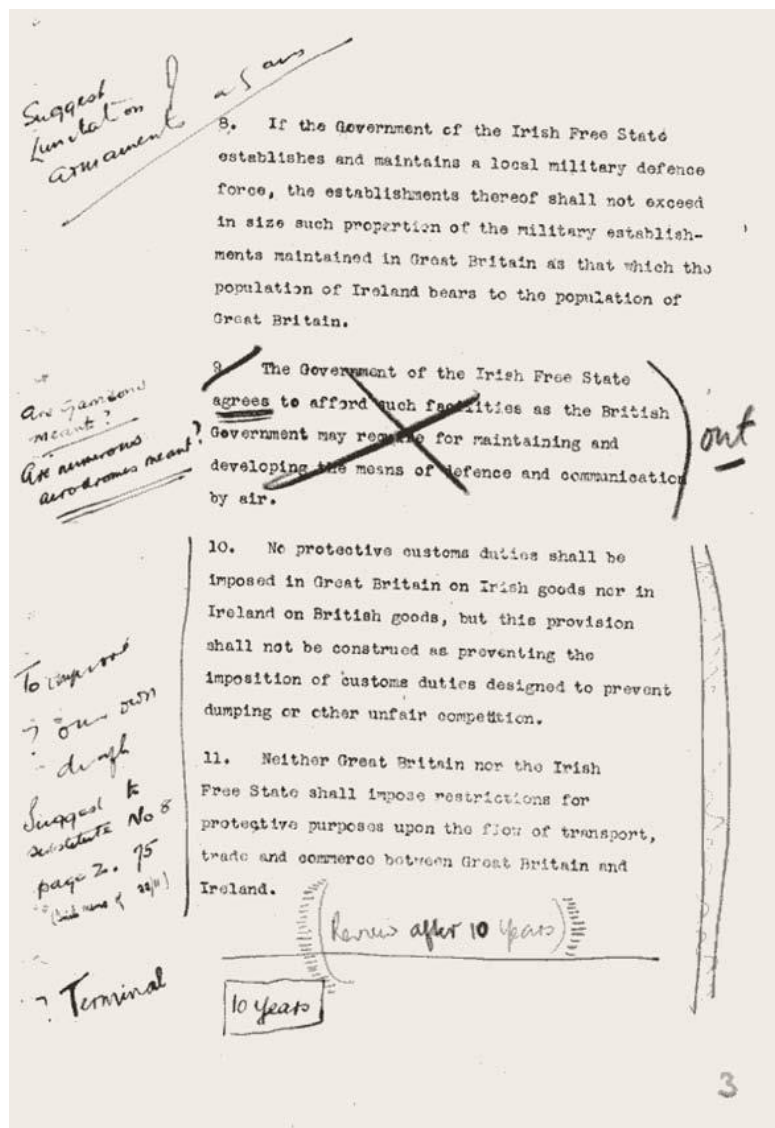 Suggest
limitation
armaments
8. If the Government of the Irish Free State
establishes and maintains a local military defence
force, the establishments thereof shall not exceed
in size such proportion of the military establish-
ments maintained in Great Britain as that which the
population of Ireland bears to the population of
Great Britain.
9. The Government of the Irish Free State
agrees to afford such facilities as the British
Government may require for maintaining and
developing the means of defence and communication
by air.
out
Are
meant?
Are numerous
aerodromes meant?
10. No protective customs duties shall be
imposed in Great Britain on Irish goods nor in
Ireland on British goods, but this provision
shall not be construed as preventing the
imposition of customs duties designed to prevent
dumping or other unfair competition.
To improve
? our own
draft
Suggest to
substitute No 8
page 2.
11. Neither Great Britain nor the Irish
Free State shall impose restrictions for
protective purposes upon the flow of transport,
trade and commerce between Great Britain and
Ireland.
(Review after 10 years)
? Terminal
10 years
3